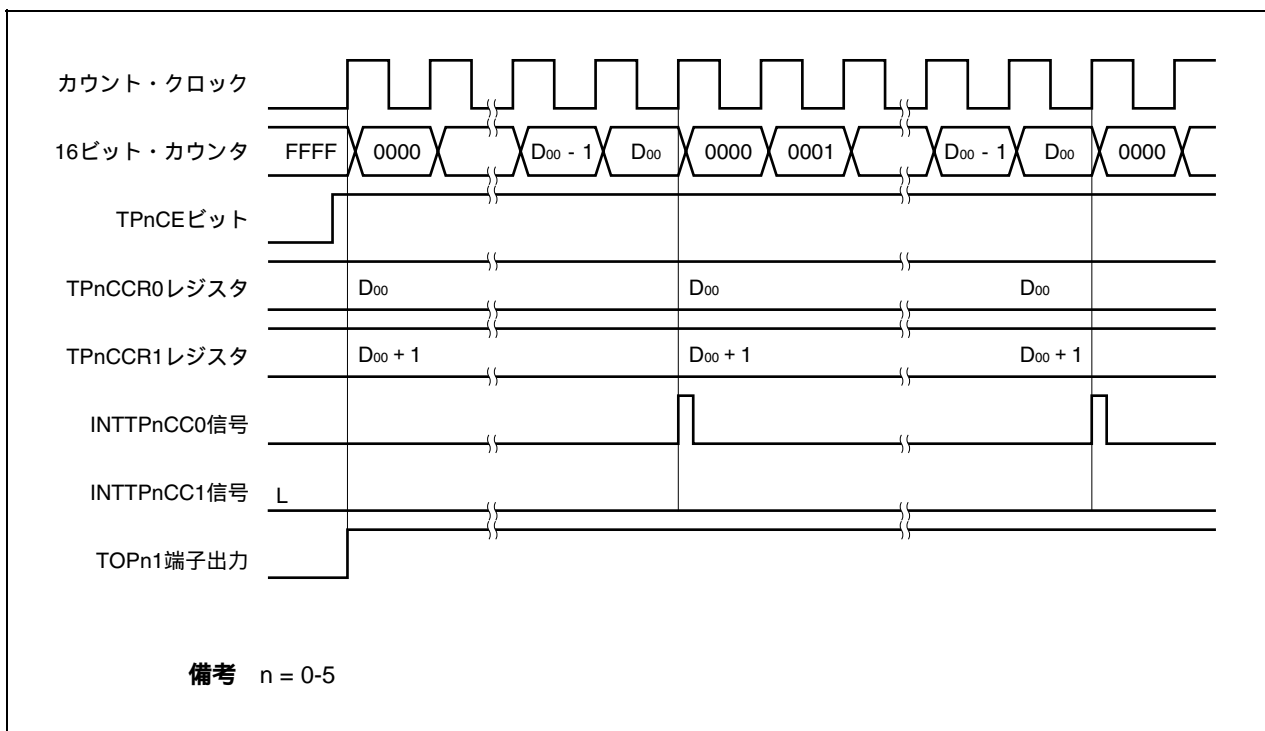 カウント・クロック
16ビット・カウンタ FFFF 0000 D00 - 1 D00 0000 0001 D00 - 1 D00 0000
TPnCEビット
TPnCCR0レジスタ D00 D00 D00
TPnCCR1レジスタ D00 + 1 D00 + 1 D00 + 1
INTTPnCC0信号
INTTPnCC1信号 L
TOPn1端子出力
備考 n = 0-5